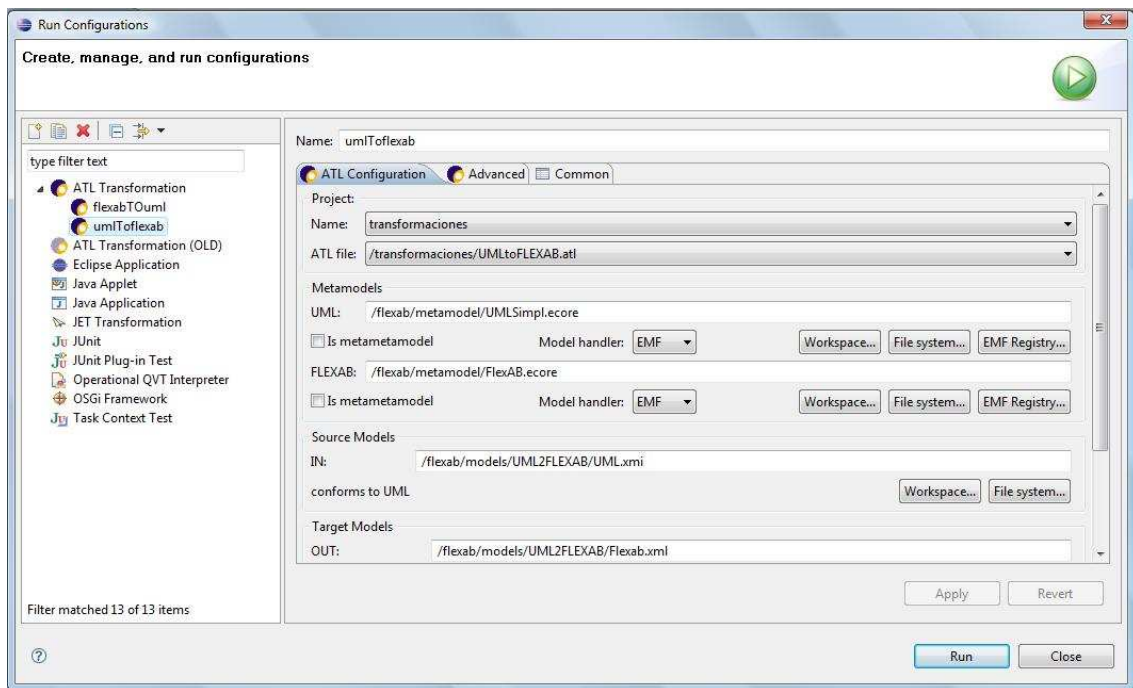 Run Configurations
Create, manage, and run configurations
type filter text
ATL Transformation
flexabTOuml
umlToflexab
ATL Transformation (OLD)
Eclipse Application
Java Applet
Java Application
JET Transformation
JUnit
JUnit Plug-in Test
Operational QVT Interpreter
OSGi Framework
Task Context Test
Filter matched 13 of 13 items
Name: umlToflexab
ATL Configuration Advanced Common
Project:
Name: transformaciones
ATL file: /transformaciones/UMLtoFLEXAB.atl
Metamodels
UML: /flexab/metamodel/UMLSimpl.ecore
Is metametamodel Model handler: EMF Workspace... File system... EMF Registry...
FLEXAB: /flexab/metamodel/FlexAB.ecore
Is metametamodel Model handler: EMF Workspace... File system... EMF Registry...
Source Models
IN: /flexab/models/UML2FLEXAB/UML.xmi
conforms to UML Workspace... File system...
Target Models
OUT: /flexab/models/UML2FLEXAB/Flexab.xml
Apply Revert
Run Close